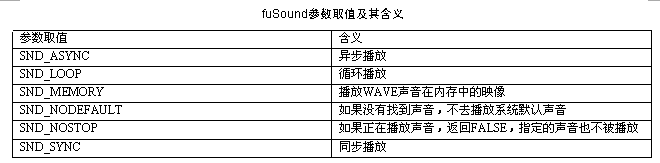 fuSound参数取值及其含义
参数取值 含义
SND_ASYNC 异步播放
SND_LOOP 循环播放
SND_MEMORY 播放WAVE声音在内存中的映像
SND_NODEFAULT 如果没有找到声音，不去播放系统默认声音
SND_NOSTOP 如果正在播放声音，返回FALSE，指定的声音也不被播放
SND_SYNC 同步播放